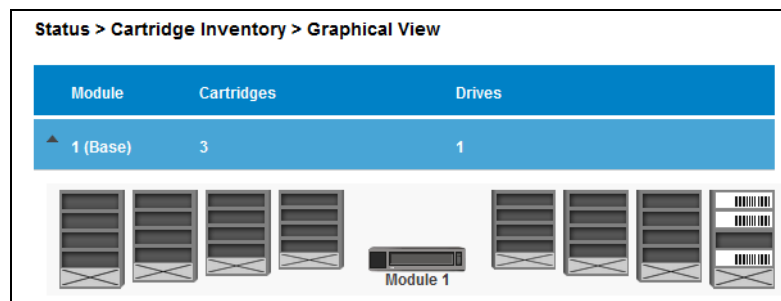 Status > Cartridge Inventory > Graphical View
Module Cartridges Drives
1 (Base) 3 1
Module 1